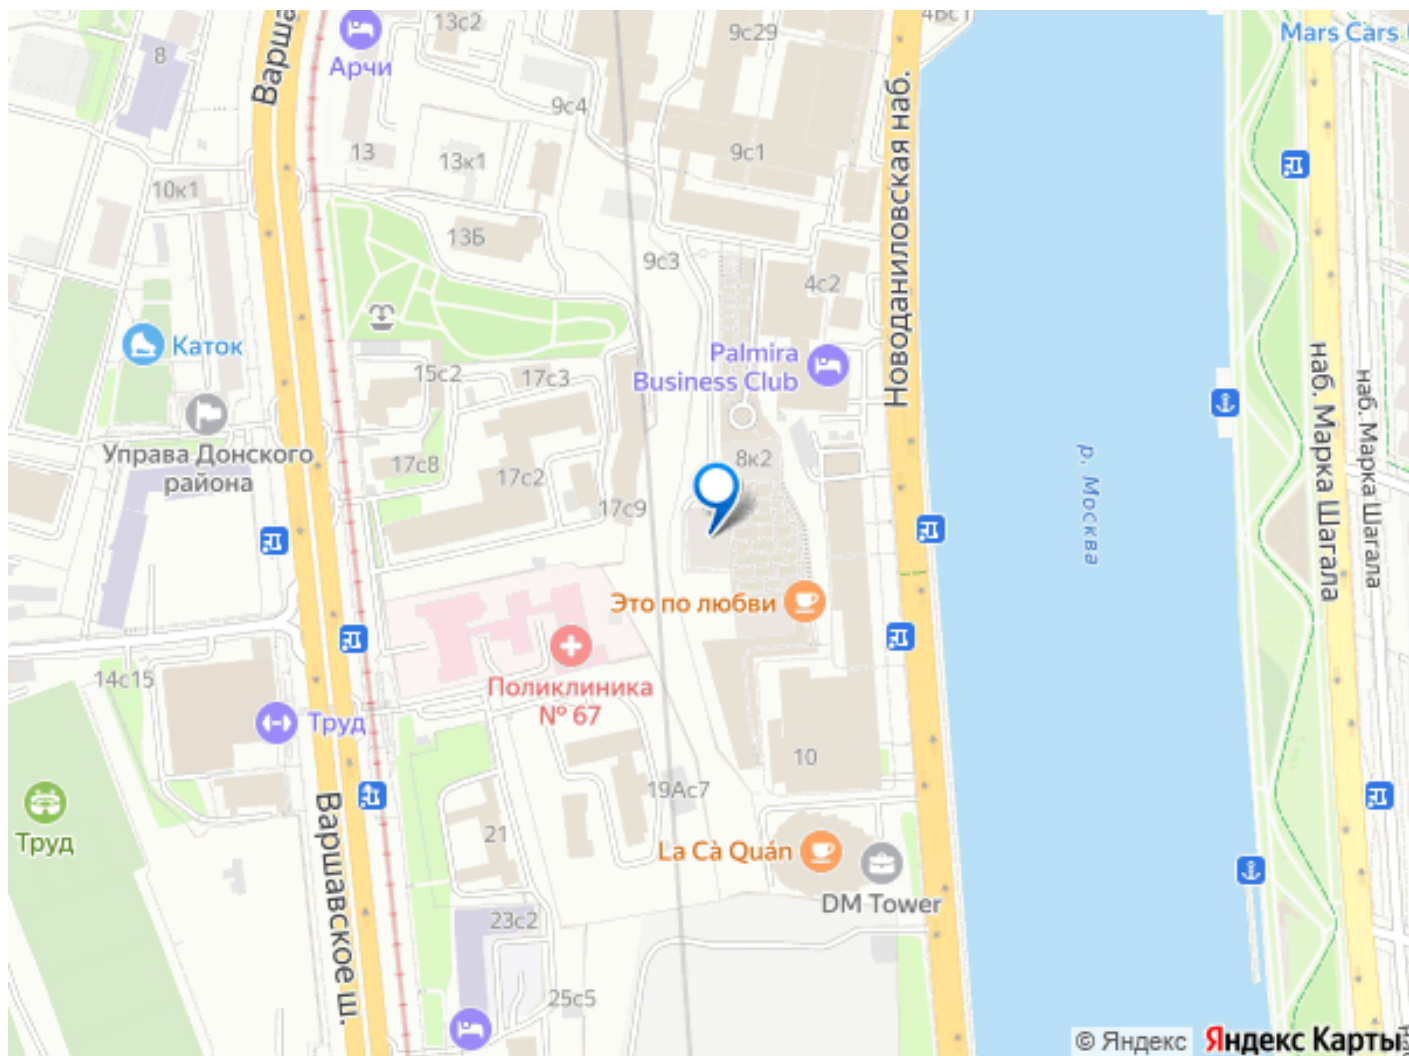 4Вс1
Mars Cars
13с2
9с29
8
Варша
Арчи
9с4
13
13к1
9с1
10к1
13Б
9с3
4с2
Новоданиловская наб.
Каток
15с2
17с3
Palmira
Business Club
наб. Марка Шагала
наб. Марка Шагала
Управа Донского
района
17с8
17с2
8к2
17с9
р. Москва
Это по любви
14с15
Поликлиника
№ 67
Труд
10
19Ас7
Труд
Варшавское ш.
21
La Cà Quán
DM Tower
23с2
25с5
© Яндекс
Яндекс Карты